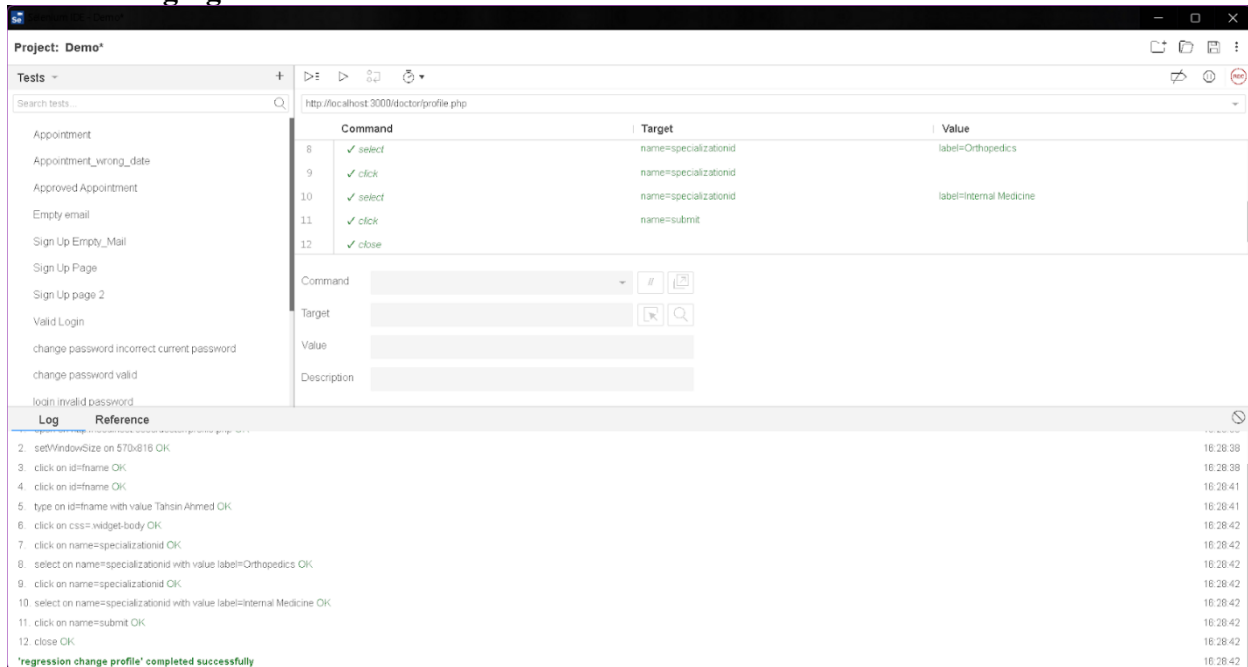 Project: Demo*
Tests
Search tests...
http://localhost:3000/doctor/profile.php
Command Target Value
Appointment
Appointment_wrong_date
Approved Appointment
Empty email
Sign Up Empty_Mail
Sign Up Page
Sign Up page 2
Valid Login
change password incorrect current password
change password valid
login invalid password
8 ✓ select name=specializationid label=Orthopedics
9 ✓ click name=specializationid
10 ✓ select name=specializationid label=Internal Medicine
11 ✓ click name=submit
12 ✓ close
Command
//
Target
Value
Description
REC
Log Reference
2. setWindowSize on 570x816 OK 16:28:38
3. click on id=fname OK 16:28:38
4. click on id=fname OK 16:28:41
5. type on id=fname with value Tahsin Ahmed OK 16:28:41
6. click on css=.widget-body OK 16:28:42
7. click on name=specializationid OK 16:28:42
8. select on name=specializationid with value label=Orthopedics OK 16:28:42
9. click on name=specializationid OK 16:28:42
10. select on name=specializationid with value label=Internal Medicine OK 16:28:42
11. click on name=submit OK 16:28:42
12. close OK 16:28:42
'regression change profile' completed successfully 16:28:42